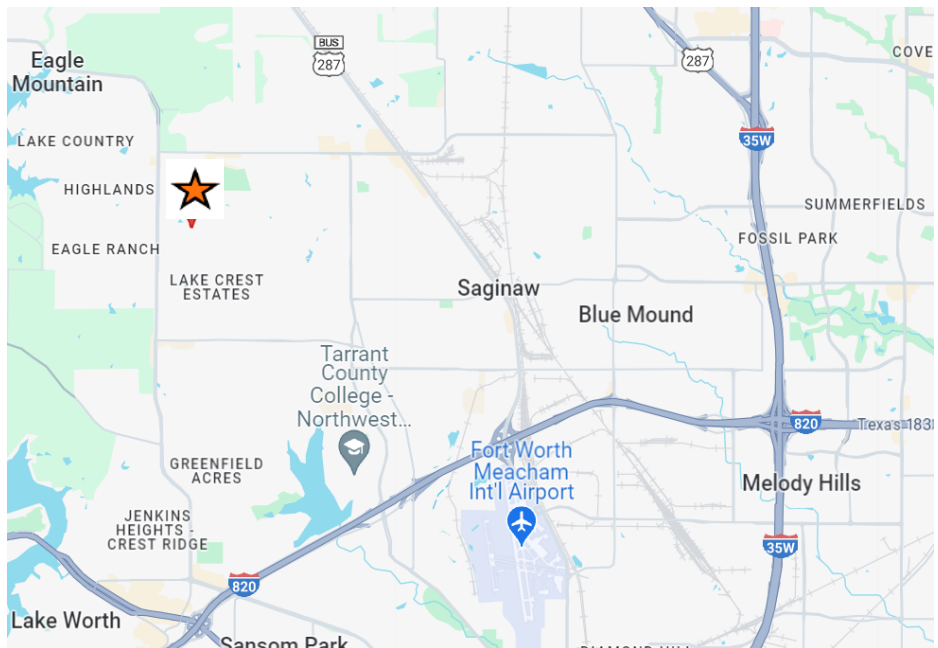 BUS
287
287
Eagle
Mountain
COVE
LAKE COUNTRY
35W
HIGHLANDS
SUMMERFIELDS
FOSSIL PARK
EAGLE RANCH
LAKE CREST
ESTATES
Saginaw
Blue Mound
Tarrant
County
College -
Northwest...
820
Texas 183
GREENFIELD
ACRES
Fort Worth
Meacham
Int'l Airport
Melody Hills
JENKINS
HEIGHTS -
CREST RIDGE
35W
820
Lake Worth
Sansom Park
DIAMOND HILL